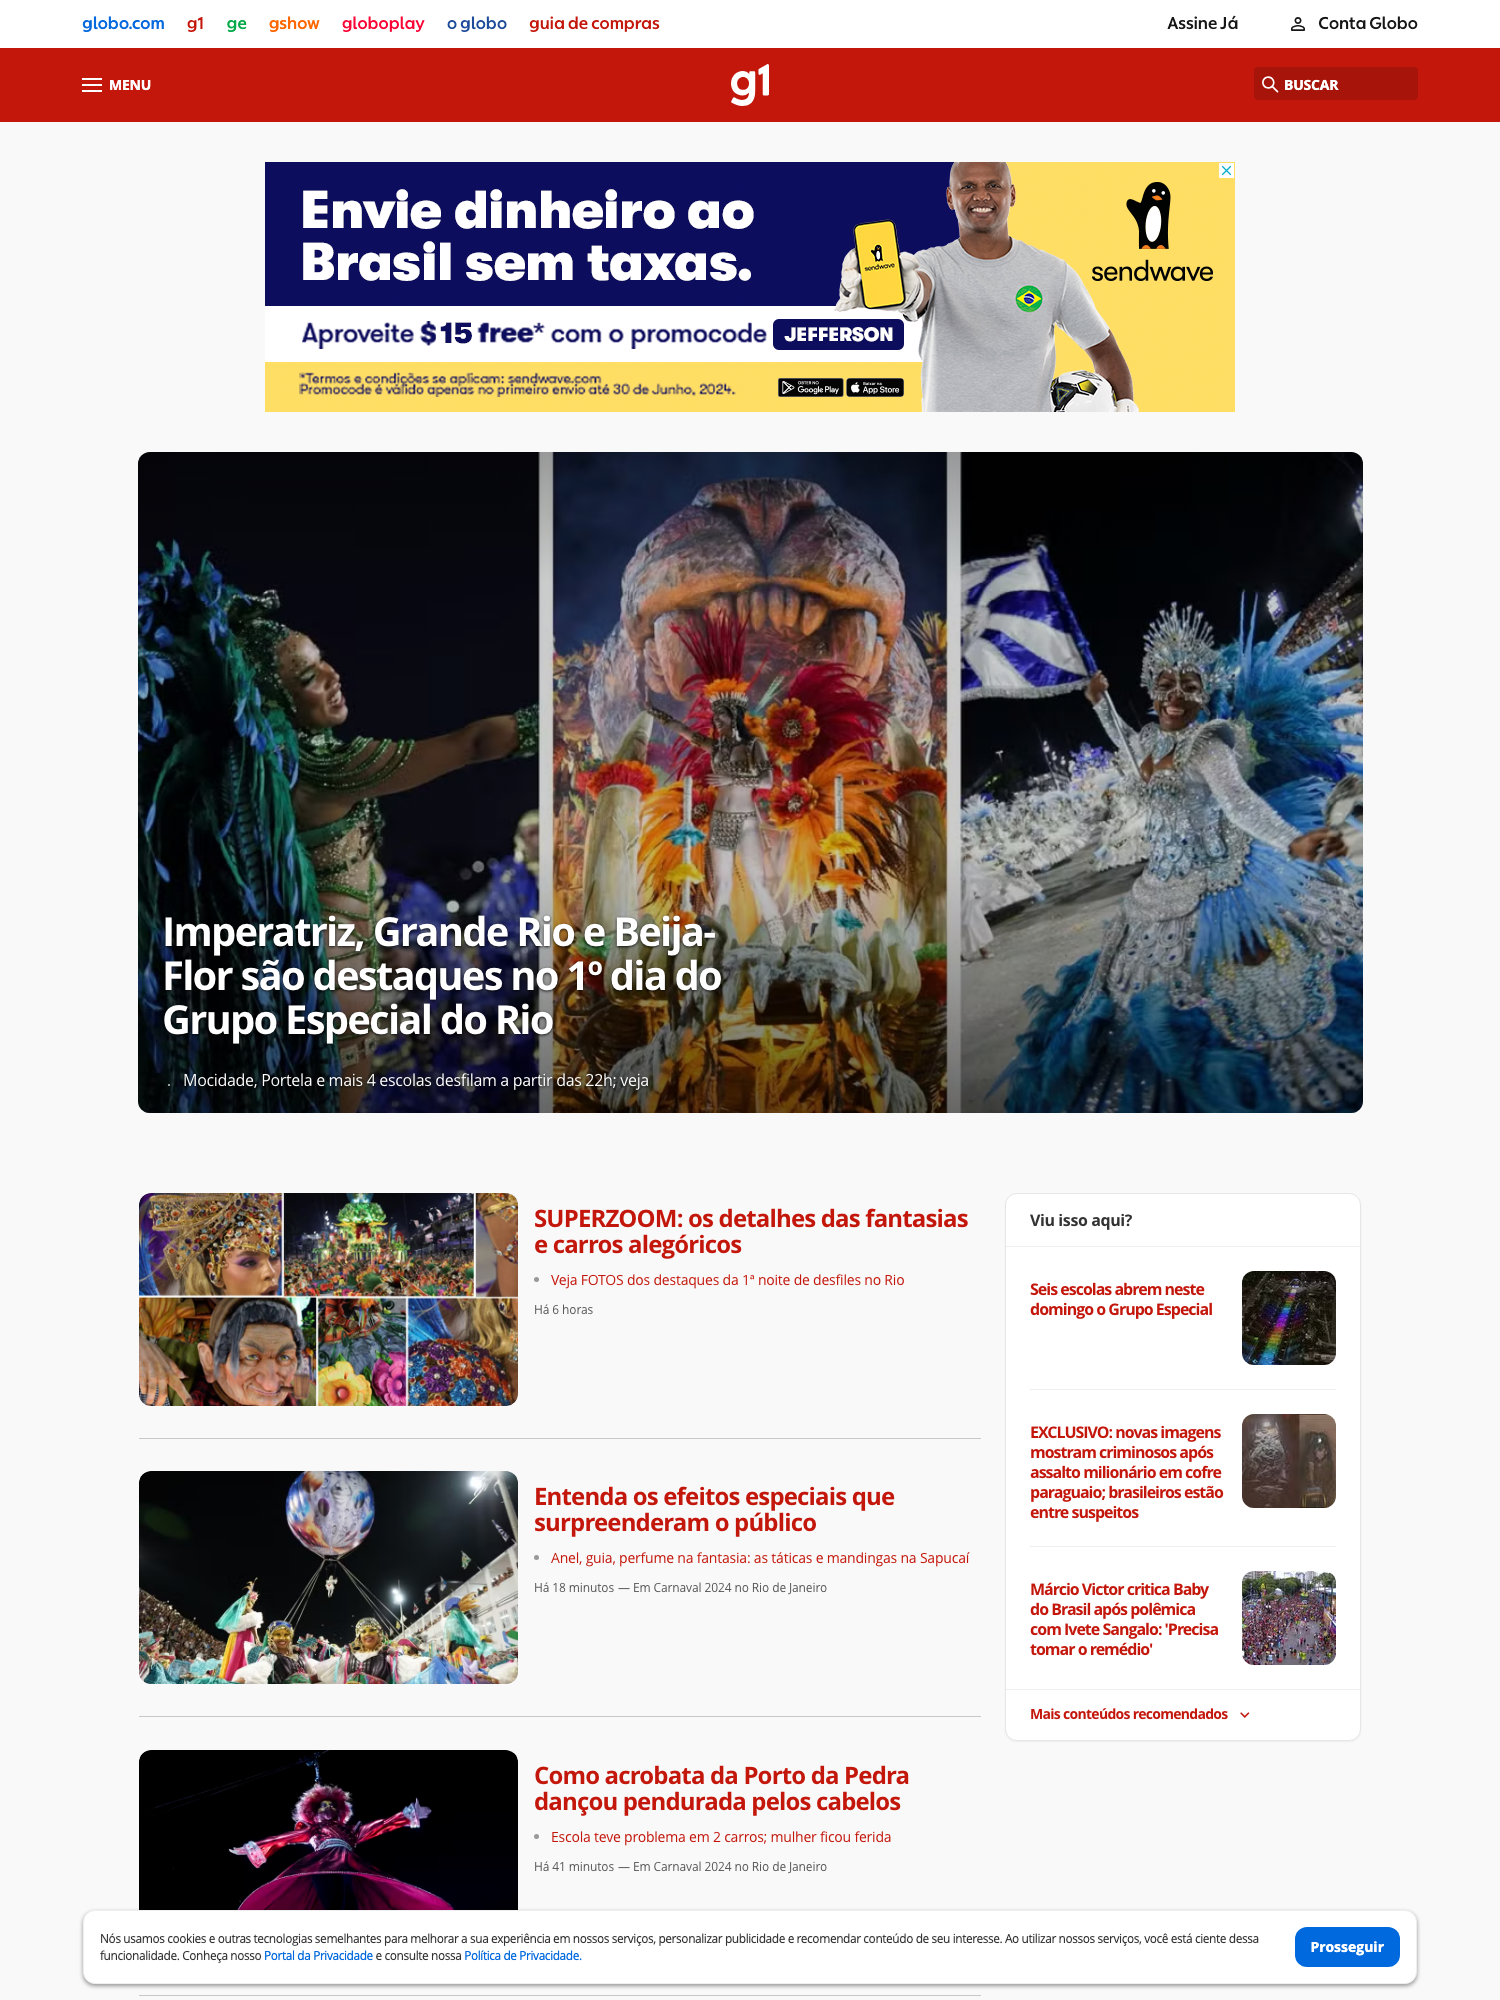 globo.com g1 ge gshow globoplay o globo guia de compras Assine Já Conta Globo
MENU g1 BUSCAR
Envie dinheiro ao
Brasil sem taxas.
sendwave
sendwave
Aproveite $15 free* com o promocode JEFFERSON
*Termos e condições se aplicam: sendwave.com
Promocode é válido apenas no primeiro envio até 30 de Junho, 2024.
Google Play App Store
Imperatriz, Grande Rio e Beija-
Flor são destaques no 1º dia do
Grupo Especial do Rio
. Mocidade, Portela e mais 4 escolas desfilam a partir das 22h; veja
SUPERZOOM: os detalhes das fantasias
e carros alegóricos
Veja FOTOS dos destaques da 1ª noite de desfiles no Rio
Há 6 horas
Entenda os efeitos especiais que
surpreenderam o público
Anel, guia, perfume na fantasia: as táticas e mandingas na Sapucaí
Há 18 minutos — Em Carnaval 2024 no Rio de Janeiro
Como acrobata da Porto da Pedra
dançou pendurada pelos cabelos
Escola teve problema em 2 carros; mulher ficou ferida
Há 41 minutos — Em Carnaval 2024 no Rio de Janeiro
Viu isso aqui?
Seis escolas abrem neste
domingo o Grupo Especial
EXCLUSIVO: novas imagens
mostram criminosos após
assalto milionário em cofre
paraguaio; brasileiros estão
entre suspeitos
Márcio Victor critica Baby
do Brasil após polêmica
com Ivete Sangalo: 'Precisa
tomar o remédio'
Mais conteúdos recomendados
Nós usamos cookies e outras tecnologias semelhantes para melhorar a sua experiência em nossos serviços, personalizar publicidade e recomendar conteúdo de seu interesse. Ao utilizar nossos serviços, você está ciente dessa
funcionalidade. Conheça nosso Portal da Privacidade e consulte nossa Política de Privacidade.
Prosseguir